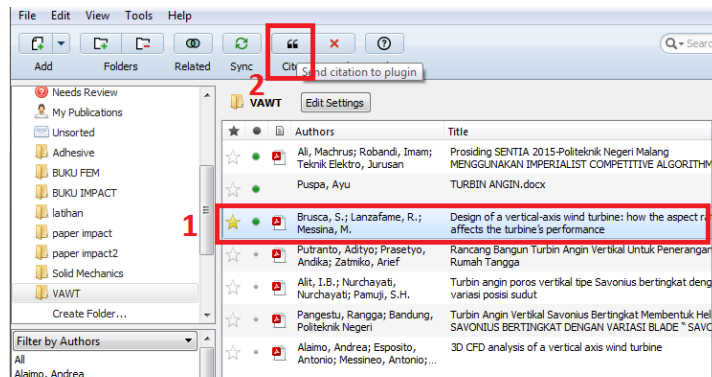 File Edit View Tools Help
Add Folders Related Sync
Send citation to plugin
Needs Review
My Publications
Unsorted
Adhesive
BUKU FEM
BUKU IMPACT
latihan
paper impact
paper impact2
Solid Mechanics
VAWT
Create Folder...
Filter by Authors
All
Alaimo, Andrea
1
2
VAWT Edit Settings
Authors Title
Ali, Machrus; Robandi, Imam; Prosiding SENTIA 2015-Politeknik Negeri Malang
Teknik Elektro, Jurusan MENGGUNAKAN IMPERIALIST COMPETITIVE ALGORITHM
Puspa, Ayu TURBIN ANGIN.docx
Brusca, S.; Lanzafame, R.; Design of a vertical-axis wind turbine: how the aspect
Messina, M. affects the turbine's performance
Putranto, Adityo; Prasetyo, Rancang Bangun Turbin Angin Vertikal Untuk Penerangan
Andika; Zatmiko, Arief Rumah Tangga
Alit, I.B.; Nurchayati, Turbin angin poros vertikal tipe Savonius bertingkat
Nurchayati; Pamuji, S.H. variasi posisi sudut
Pangestu, Rangga; Bandung, Turbin Angin Vertikal Savonius Bertingkat Membentuk
Politeknik Negeri SAVONIUS BERTINGKAT DENGAN VARIASI BLADE "
Alaimo, Andrea; Esposito, 3D CFD analysis of a vertical axis wind turbine
Antonio; Messineo, Antonio;...